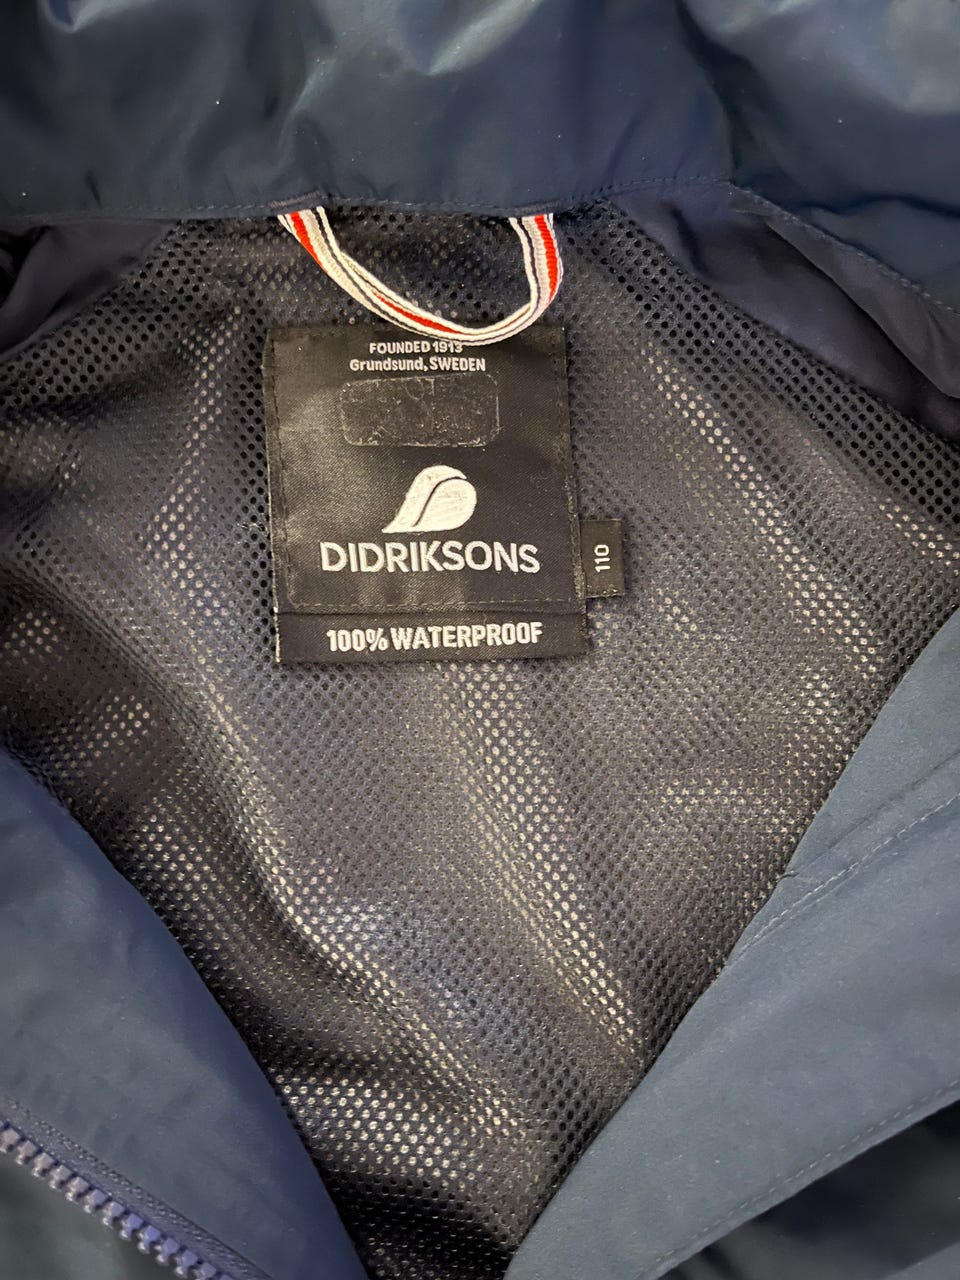 FOUNDED 1913
Grundsund, SWEDEN
DIDRIKSONS
110
100% WATERPROOF